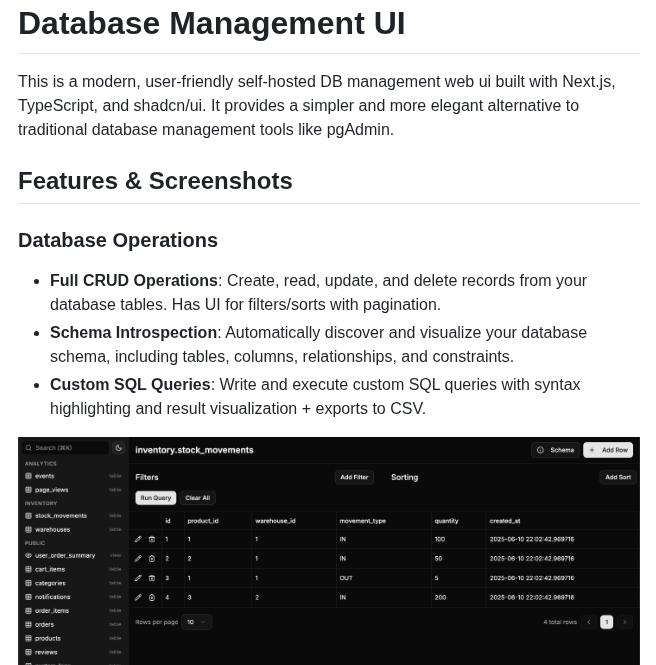 Database Management UI
This is a modern, user-friendly self-hosted DB management web ui built with Next.js,
TypeScript, and shadcn/ui. It provides a simpler and more elegant alternative to
traditional database management tools like pgAdmin.
Features & Screenshots
Database Operations
• Full CRUD Operations: Create, read, update, and delete records from your
database tables. Has UI for filters/sorts with pagination.
• Schema Introspection: Automatically discover and visualize your database
schema, including tables, columns, relationships, and constraints.
• Custom SQL Queries: Write and execute custom SQL queries with syntax
highlighting and result visualization + exports to CSV.
Search (⌘K)
ANALYTICS
events table
page_views table
INVENTORY
stock_movements table
warehouses table
PUBLIC
user_order_summary view
cart_items table
categories table
notifications table
order_items table
orders table
products table
reviews table
inventory.stock_movements Schema + Add Row
Filters Add Filter Sorting Add Sort
Run Query Clear All
id product_id warehouse_id movement_type quantity created_at
1 1 1 IN 100 2025-06-10 22:02:42.969716
2 2 1 IN 50 2025-06-10 22:02:42.969716
3 1 1 OUT 5 2025-06-10 22:02:42.969716
4 3 2 IN 200 2025-06-10 22:02:42.969716
Rows per page 10 4 total rows < 1 >